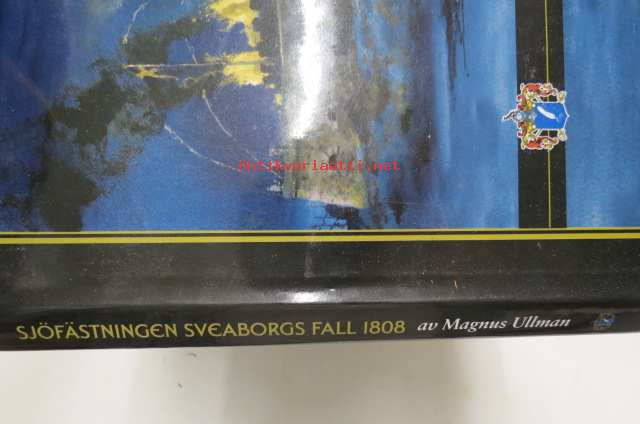 Antikvariaatti.net
SJÖFÄSTNINGEN SVEABORGS FALL 1808 av Magnus Ullman